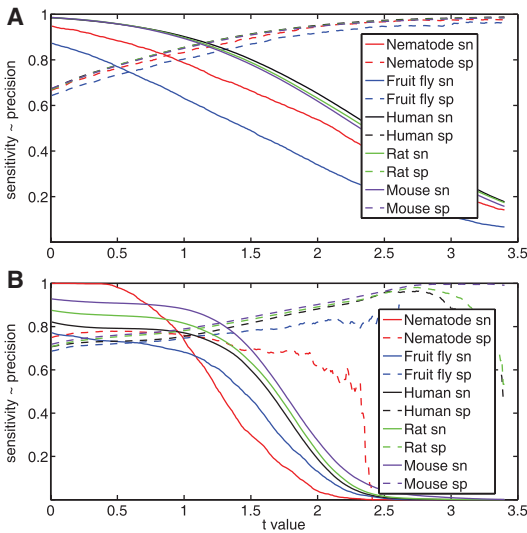 A
1
0.8
0.6
0.4
0.2
sensitivity ~ precision
Nematode sn
Nematode sp
Fruit fly sn
Fruit fly sp
Human sn
Human sp
Rat sn
Rat sp
Mouse sn
Mouse sp
0 0.5 1 1.5 2 2.5 3 3.5
B
1
0.8
0.6
0.4
0.2
sensitivity ~ precision
Nematode sn
Nematode sp
Fruit fly sn
Fruit fly sp
Human sn
Human sp
Rat sn
Rat sp
Mouse sn
Mouse sp
0 0.5 1 1.5 2 2.5 3 3.5
t value